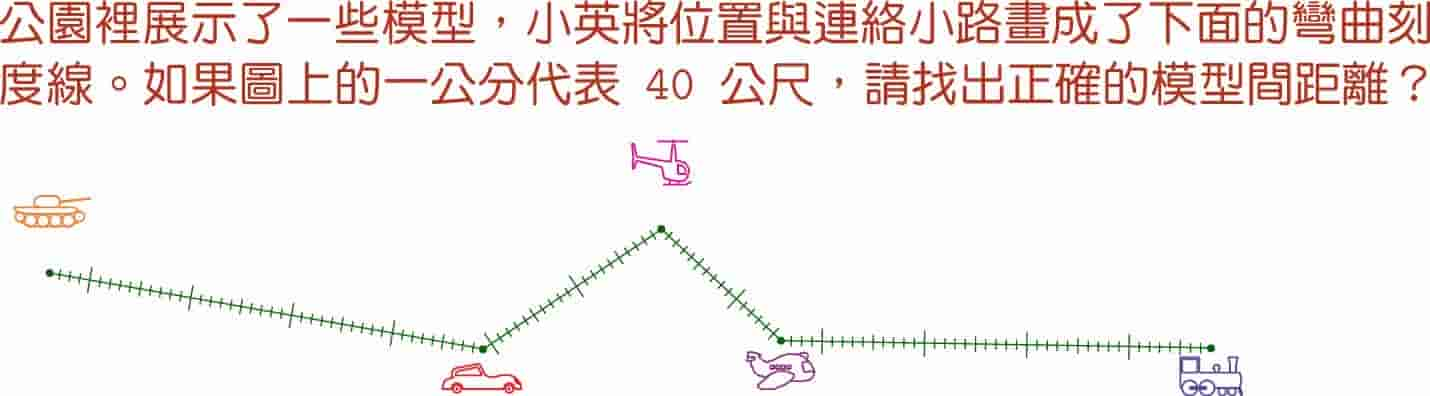 公園裡展示了一些模型，小英將位置與連絡小路畫成了下面的彎曲刻
度線。如果圖上的一公分代表 40 公尺，請找出正確的模型間距離？